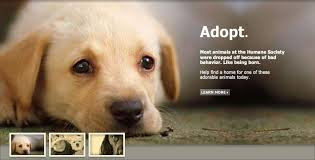 Adopt.
Most animals at the Humane Society
were dropped off because of bad
behavior. Like being born.
Help find a home for one of these
adorable animals today.
LEARN MORE